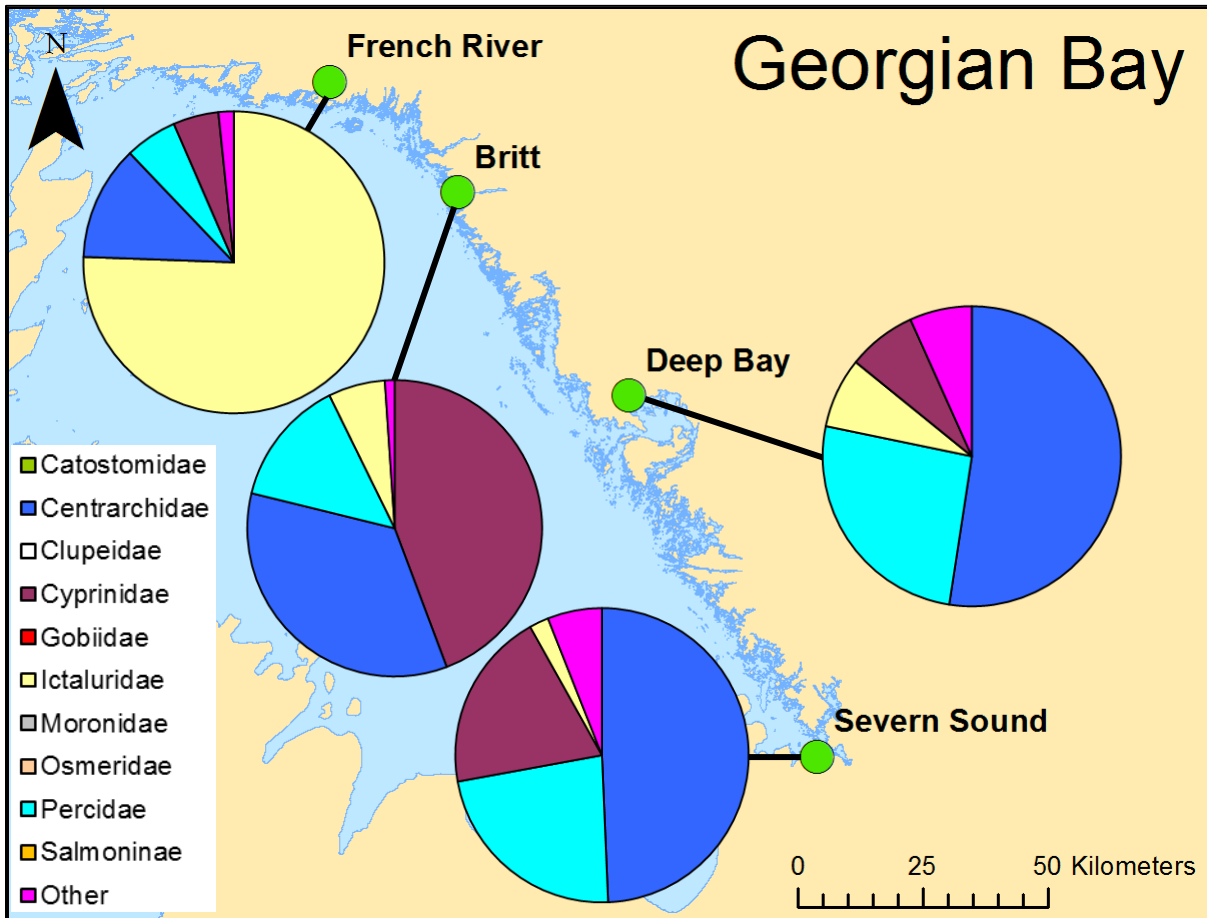 Georgian Bay
N
French River
Britt
Deep Bay
Severn Sound
Catostomidae
Centrarchidae
Clupeidae
Cyprinidae
Gobiidae
Ictaluridae
Moronidae
Osmeridae
Percidae
Salmoninae
Other
0 25 50 Kilometers